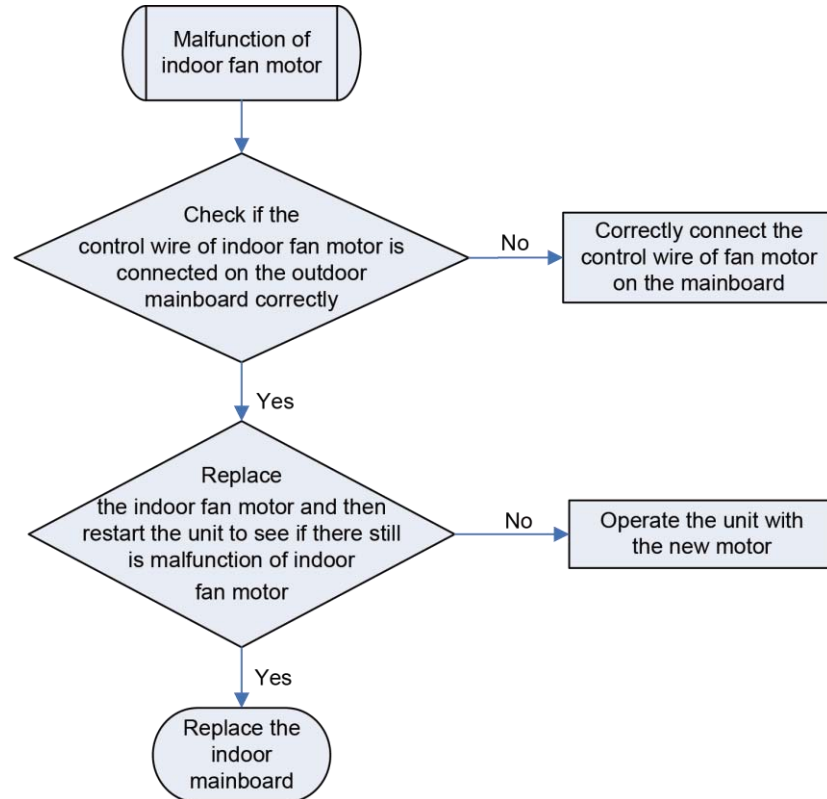 Malfunction of
indoor fan motor
Check if the
control wire of indoor fan motor is
connected on the outdoor
mainboard correctly
No
Correctly connect the
control wire of fan motor
on the mainboard
Yes
Replace
the indoor fan motor and then
restart the unit to see if there still
is malfunction of indoor
fan motor
No
Operate the unit with
the new motor
Yes
Replace the
indoor
mainboard